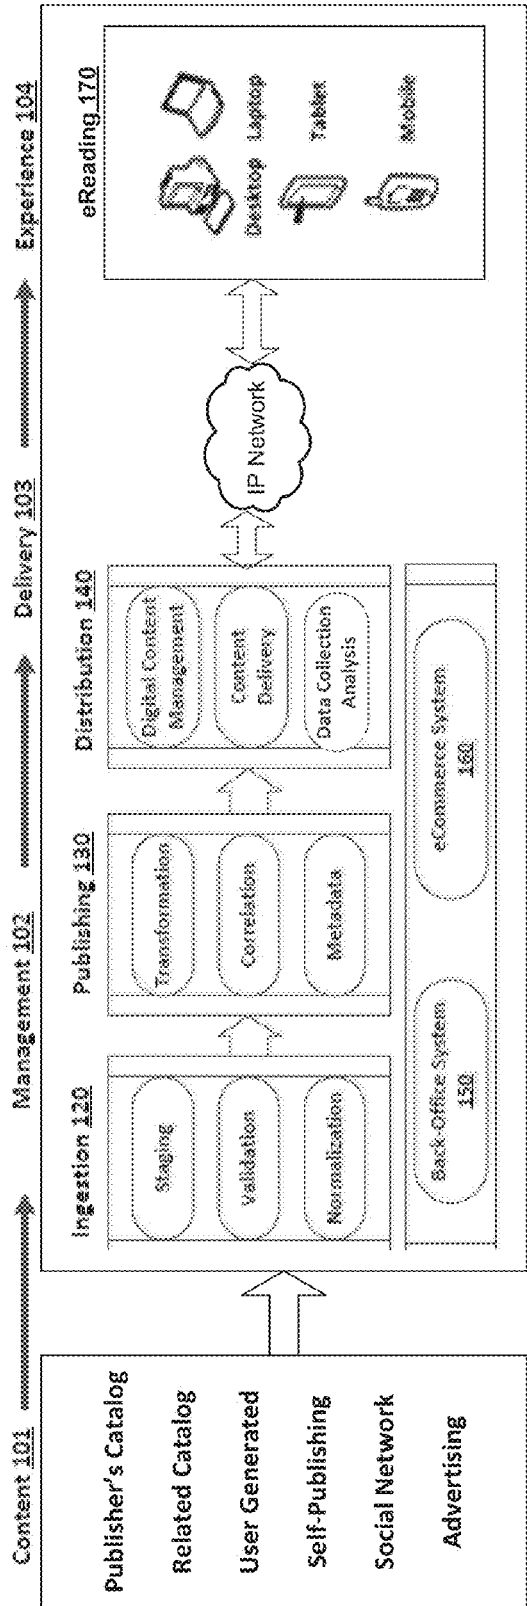 Content 101
Management 102
Delivery 103
Experience 104
Publisher's Catalog
Related Catalog
User Generated
Self-Publishing
Social Network
Advertising
Ingestion 120
Staging
Validation
Normalization
Publishing 130
Transformation
Correlation
Metadata
Distribution 140
Digital Content
Management
Content
Delivery
Data Collection
Analysis
Back-Office System
150
eCommerce System
160
IP Network
eReading 170
Desktop
Laptop
Tablet
Mobile